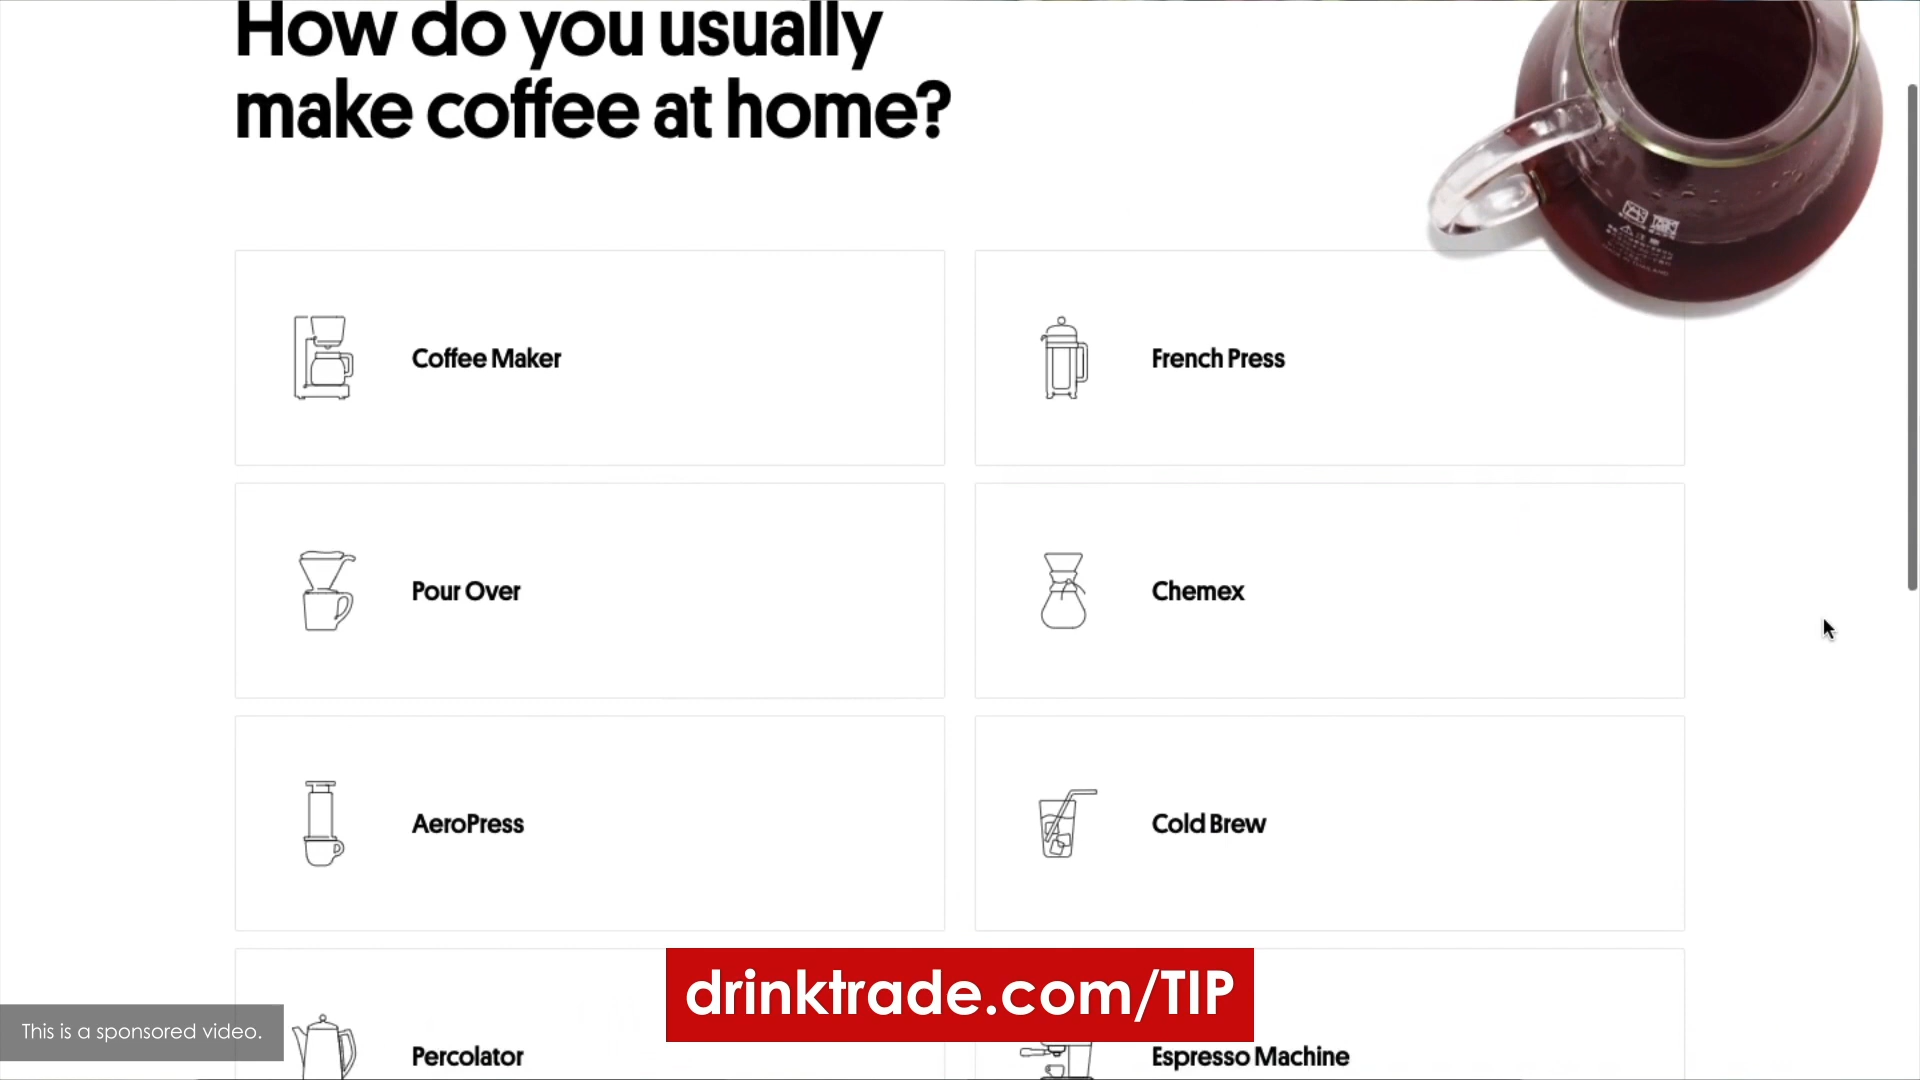 How do you usually
make coffee at home?
Coffee Maker
French Press
Pour Over
Chemex
AeroPress
Cold Brew
drinktrade.com/TIP
This is a sponsored video.
Percolator
Espresso Machine